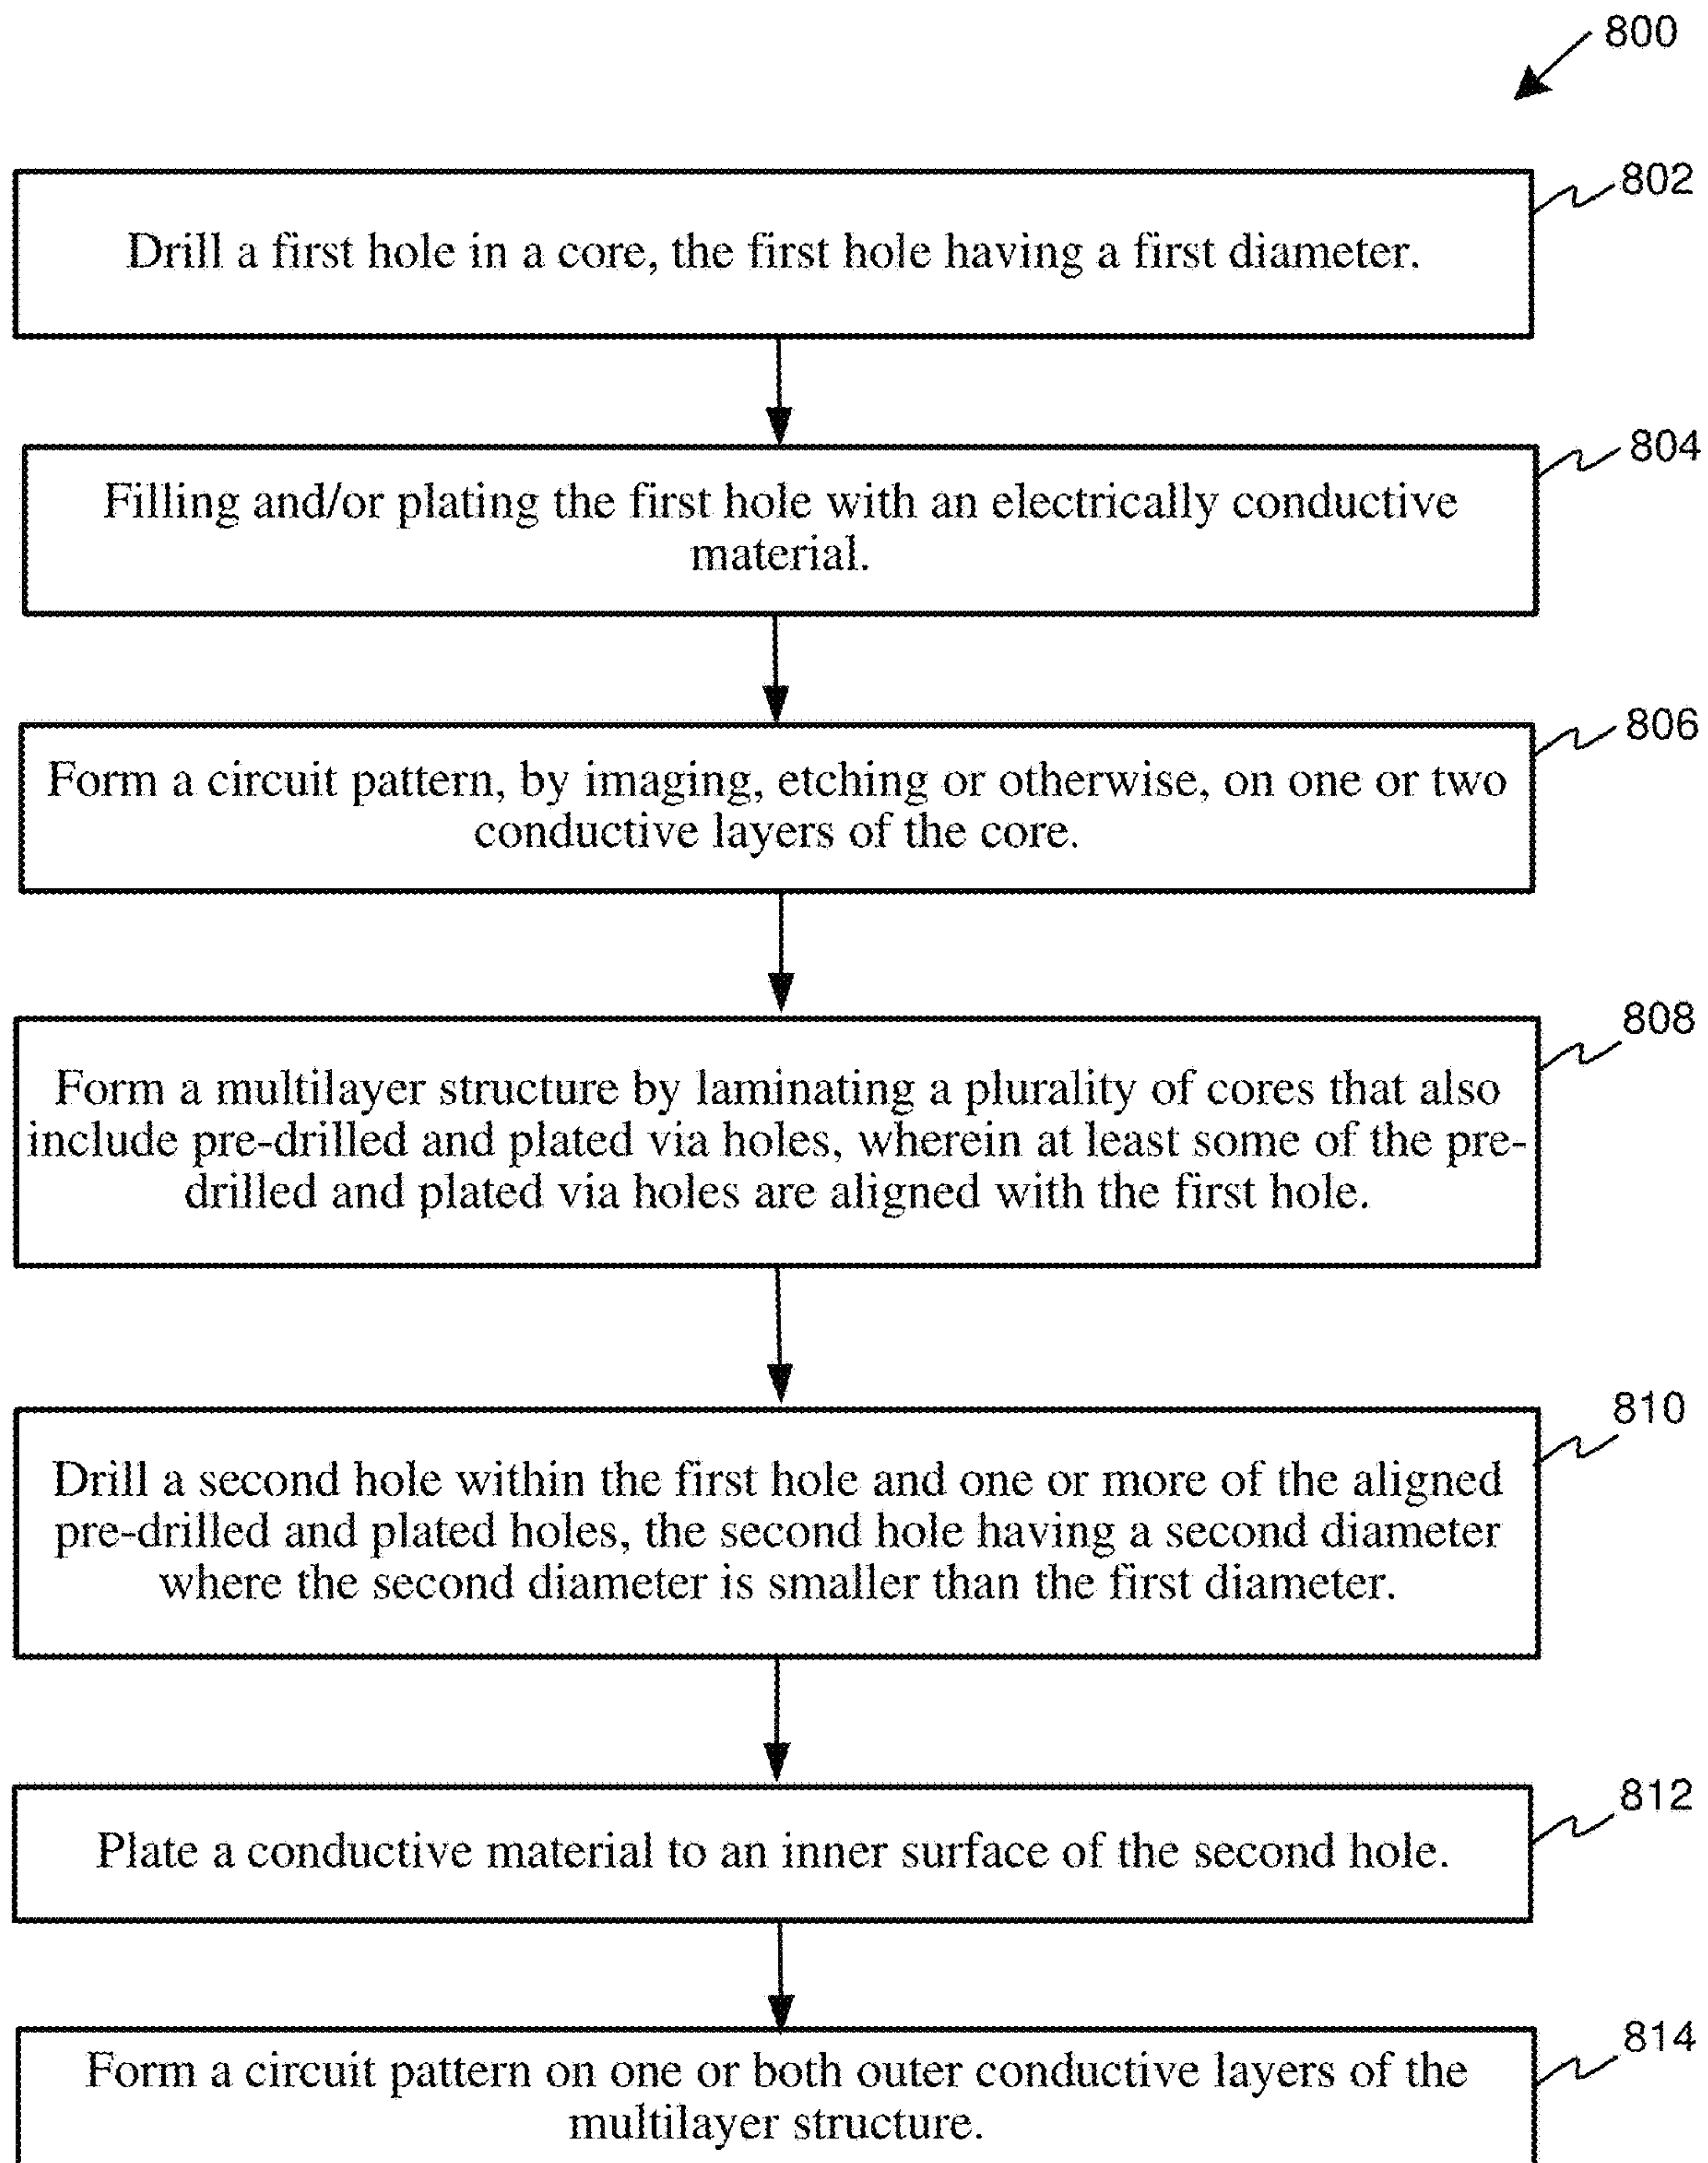 800
802
Drill a first hole in a core, the first hole having a first diameter.
804
Filling and/or plating the first hole with an electrically conductive
material.
806
Form a circuit pattern, by imaging, etching or otherwise, on one or two
conductive layers of the core.
808
Form a multilayer structure by laminating a plurality of cores that also
include pre-drilled and plated via holes, wherein at least some of the pre-
drilled and plated via holes are aligned with the first hole.
810
Drill a second hole within the first hole and one or more of the aligned
pre-drilled and plated holes, the second hole having a second diameter
where the second diameter is smaller than the first diameter.
812
Plate a conductive material to an inner surface of the second hole.
814
Form a circuit pattern on one or both outer conductive layers of the
multilayer structure.